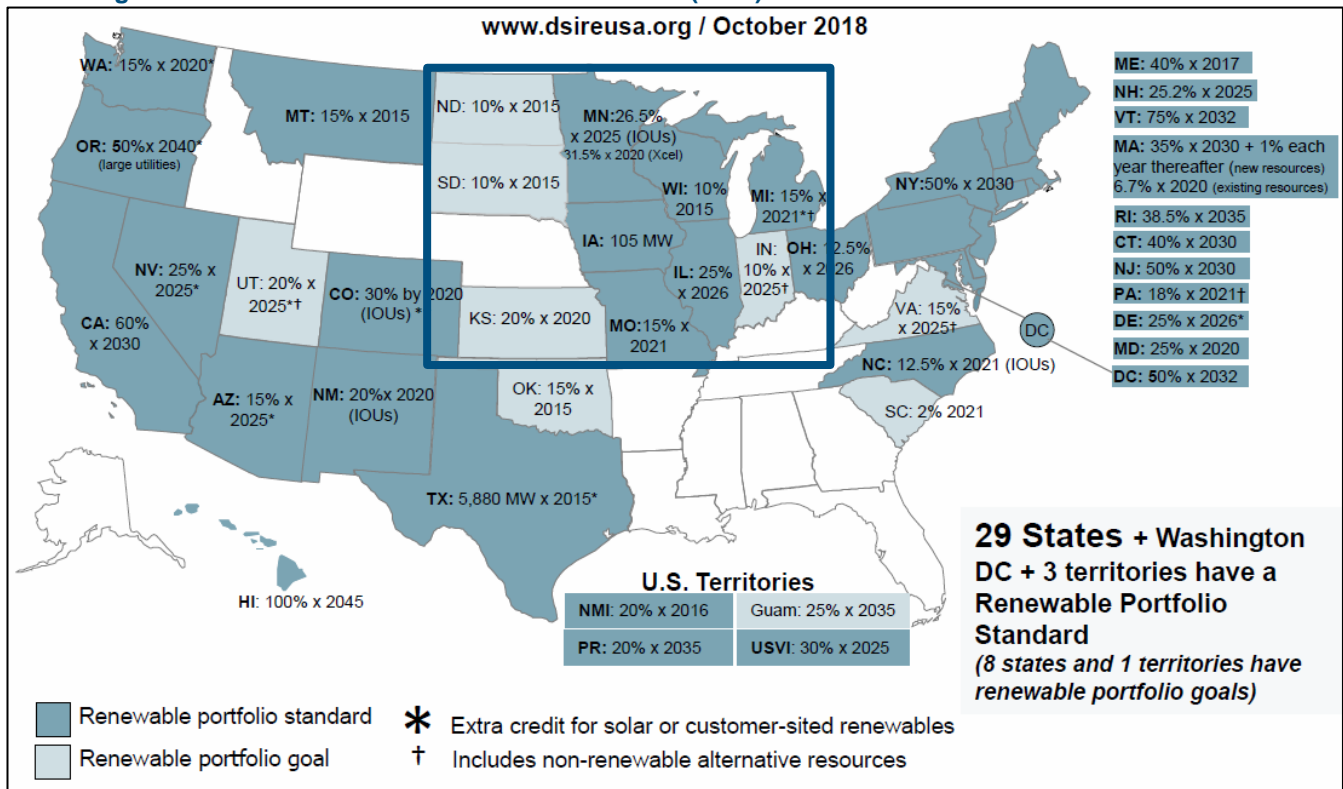 www.dsireusa.org / October 2018
WA: 15% x 2020*
OR: 50%x 2040*
(large utilities)
MT: 15% x 2015
ND: 10% x 2015
SD: 10% x 2015
MN:26.5%
x 2025 (IOUs)
31.5% x 2020 (Xcel)
WI: 10%
2015
MI: 15% x
2021*†
NY:50% x 2030
IA: 105 MW
IL: 25%
x 2026
IN:
10% x
2025†
OH: 12.5%
x 2026
NV: 25% x
2025*
UT: 20% x
2025*†
CO: 30% by 2020
(IOUs) *
KS: 20% x 2020
MO:15% x
2021
VA: 15%
x 2025†
DC
CA: 60%
x 2030
AZ: 15% x
2025*
NM: 20%x 2020
(IOUs)
OK: 15% x
2015
NC: 12.5% x 2021 (IOUs)
SC: 2% 2021
TX: 5,880 MW x 2015*
HI: 100% x 2045
ME: 40% x 2017
NH: 25.2% x 2025
VT: 75% x 2032
MA: 35% x 2030 + 1% each
year thereafter (new resources)
6.7% x 2020 (existing resources)
RI: 38.5% x 2035
CT: 40% x 2030
NJ: 50% x 2030
PA: 18% x 2021†
DE: 25% x 2026*
MD: 25% x 2020
DC: 50% x 2032
U.S. Territories
NMI: 20% x 2016
Guam: 25% x 2035
PR: 20% x 2035
USVI: 30% x 2025
29 States + Washington
DC + 3 territories have a
Renewable Portfolio
Standard
(8 states and 1 territories have
renewable portfolio goals)
Renewable portfolio standard
* Extra credit for solar or customer-sited renewables
Renewable portfolio goal
† Includes non-renewable alternative resources